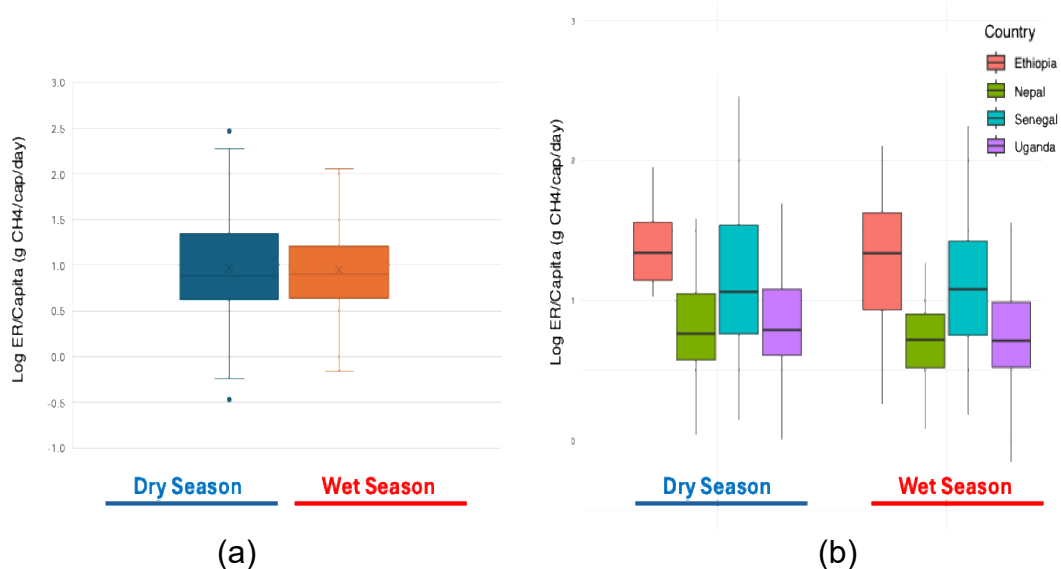 Log ER/Capita (g CH4/cap/day)
3.0
2.5
2.0
1.5
1.0
0.5
0.0
-0.5
-1.0
Dry Season
Wet Season
(a)
Log ER/Capita (g CH4/cap/day)
3
2
1
0
Country
Ethiopia
Nepal
Senegal
Uganda
Dry Season
Wet Season
(b)